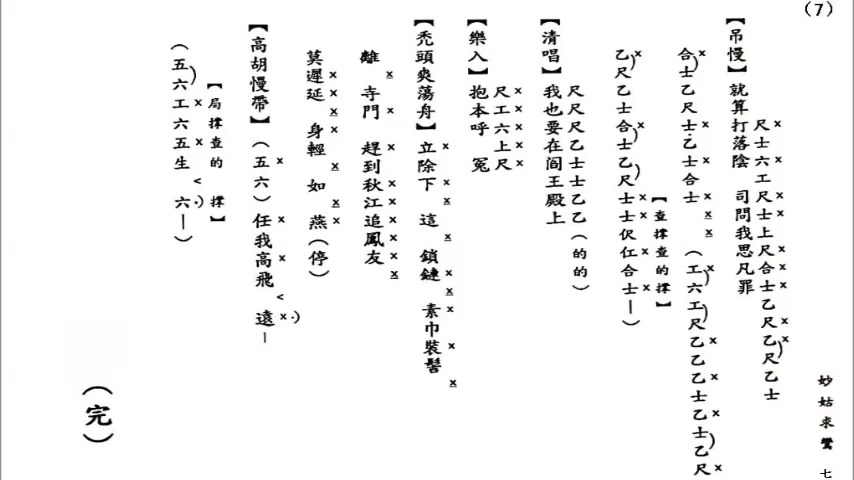 (7)
妙姑求鸞 七
尺士六工尺士上尺合士乙尺乙尺乙士
【吊慢】就算打落陰 司問我思凡罪
合士乙尺士乙士合士 (工六工尺乙乙乙士乙士乙尺
【查撑查的撑】
乙尺乙士合士乙尺士士伬仜合士—)
尺尺尺乙士士乙乙(的的)
【清唱】我也要在閻王殿上
尺工六上尺
【樂入】抱本呼 冤
【禿頭爽蕩舟】立除下 這 鎖鏈 素巾裝髻
離 寺門 趕到秋江追鳳友
莫遲延 身輕 如 燕(停)
【高胡慢帶】(五六)任我高飛 遠—
【局撑查的 撑】
(五六工六五生 六—)
(完)